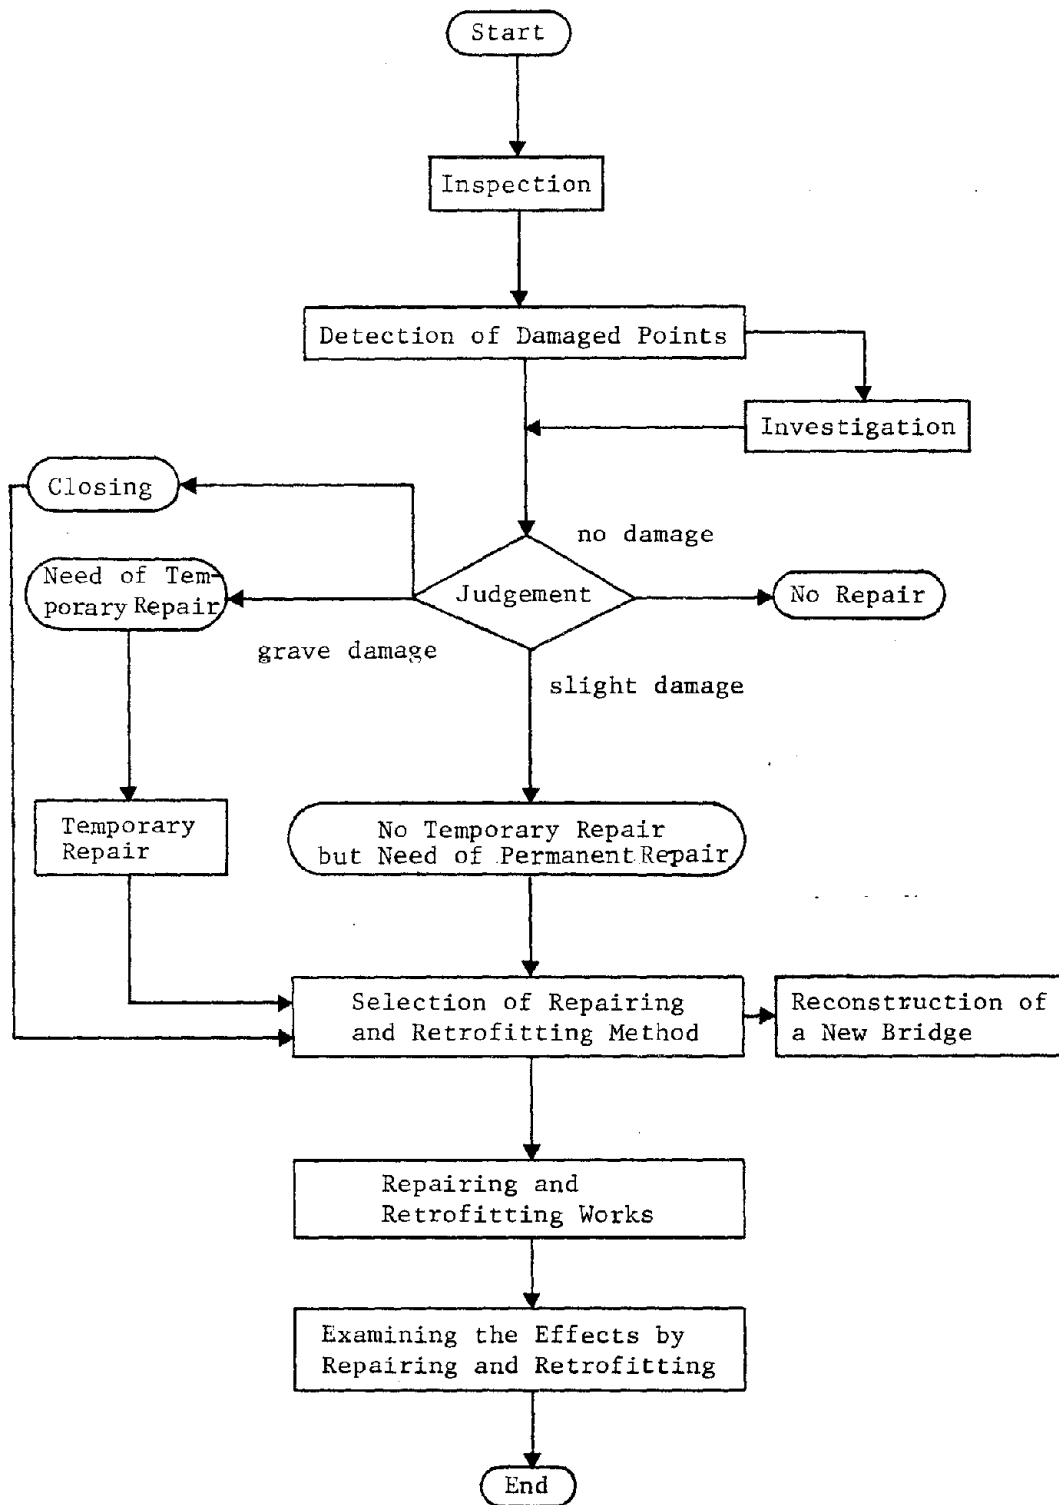 Start
Inspection
Detection of Damaged Points
Investigation
Closing
no damage
Need of Tem-
porary Repair
Judgement
No Repair
grave damage
slight damage
Temporary
Repair
No Temporary Repair
but Need of Permanent Repair
Selection of Repairing
and Retrofitting Method
Reconstruction of
a New Bridge
Repairing and
Retrofitting Works
Examining the Effects by
Repairing and Retrofitting
End